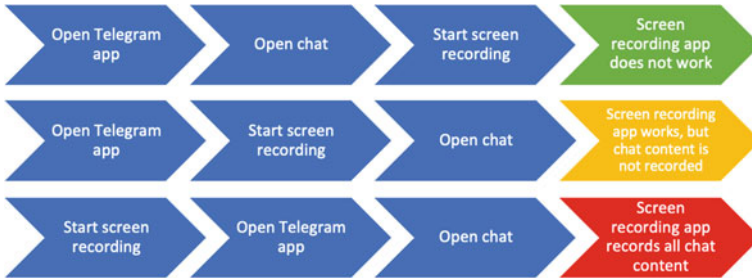 Open Telegram
app
Open chat
Start screen
recording
Screen
recording app
does not work
Open Telegram
app
Start screen
recording
Open chat
Screen recording
app works, but
chat content is
not recorded
Start screen
recording
Open Telegram
app
Open chat
Screen
recording app
records all chat
content